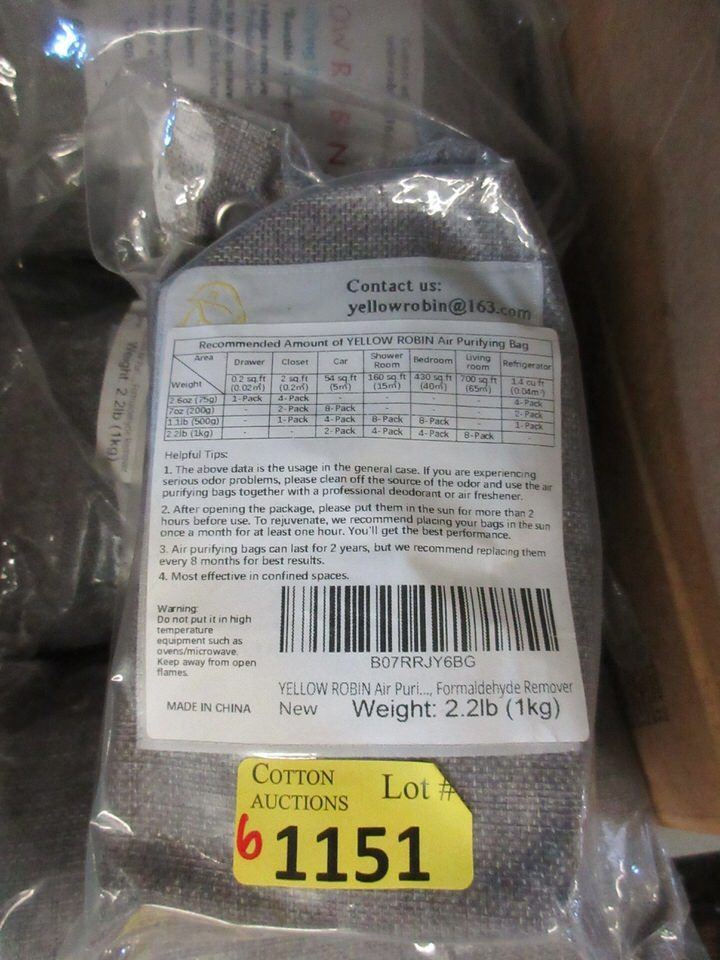 OW R B N
Weight 2.2lb (1kg)
Contact us:
yellowrobin@163.com
Recommended Amount of YELLOW ROBIN Air Purifying Bag
Area Weight Drawer Closet Car Shower Room Bedroom Living room Refrigerator
0.2 sq.ft (0.02㎡) 2 sq.ft (0.2㎡) 54 sq.ft (5㎡) 160 sq.ft (15㎡) 430 sq.ft (40㎡) 700 sq.ft (65㎡) 1.4 cu ft (0.04m³)
2.6oz (75g) 1-Pack 4-Pack - - - - 4-Pack
7oz (200g) - 2-Pack 8-Pack - - - 2-Pack
1.1lb (500g) - 1-Pack 4-Pack 8-Pack 8-Pack - 1-Pack
2.2lb (1kg) - - 2-Pack 4-Pack 4-Pack 8-Pack -
Helpful Tips:
1. The above data is the usage in the general case. If you are experiencing
serious odor problems, please clean off the source of the odor and use the air
purifying bags together with a professional deodorant or air freshener.
2. After opening the package, please put them in the sun for more than 2
hours before use. To rejuvenate, we recommend placing your bags in the sun
once a month for at least one hour. You'll get the best performance.
3. Air purifying bags can last for 2 years, but we recommend replacing them
every 8 months for best results.
4. Most effective in confined spaces.
Warning:
Do not put it in high
temperature
equipment such as
ovens/microwave.
Keep away from open
flames.
B07RRJY6BG
YELLOW ROBIN Air Puri..., Formaldehyde Remover
MADE IN CHINA New Weight: 2.2lb (1kg)
COTTON AUCTIONS Lot #
6 1151